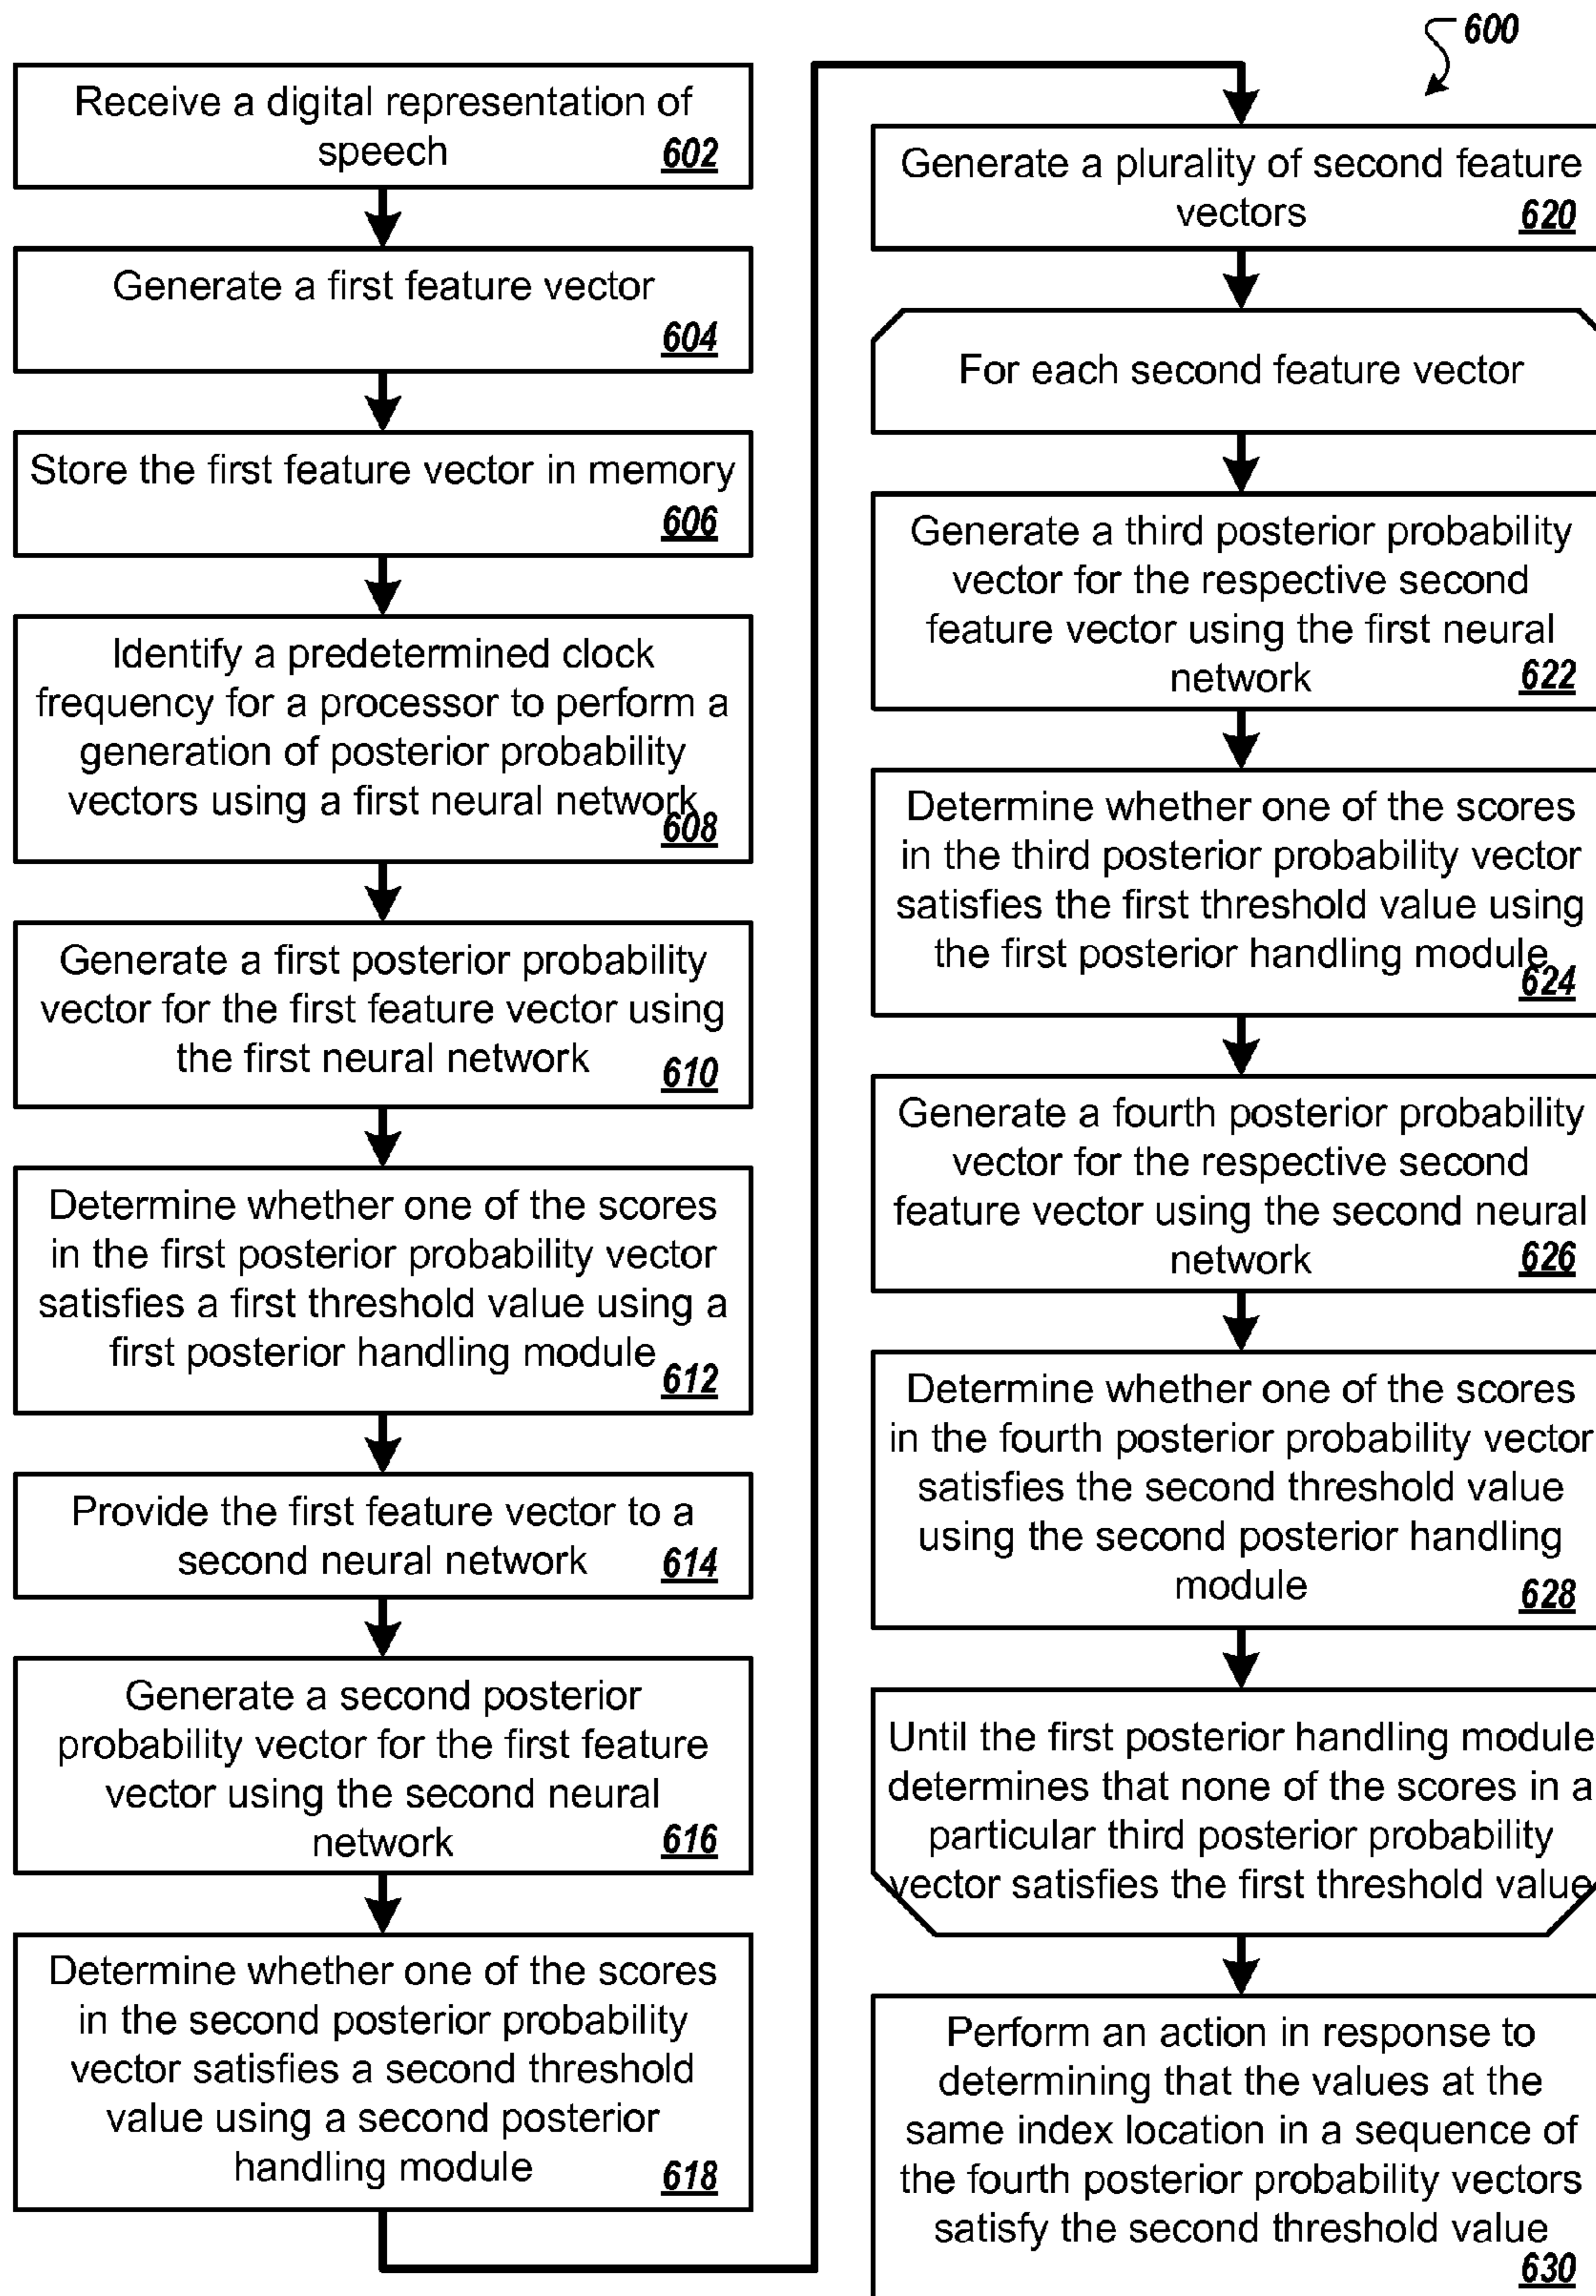 600
Receive a digital representation of
speech 602
Generate a first feature vector
604
Store the first feature vector in memory
606
Identify a predetermined clock
frequency for a processor to perform a
generation of posterior probability
vectors using a first neural network
608
Generate a first posterior probability
vector for the first feature vector using
the first neural network 610
Determine whether one of the scores
in the first posterior probability vector
satisfies a first threshold value using a
first posterior handling module 612
Provide the first feature vector to a
second neural network 614
Generate a second posterior
probability vector for the first feature
vector using the second neural
network 616
Determine whether one of the scores
in the second posterior probability
vector satisfies a second threshold
value using a second posterior
handling module 618
Generate a plurality of second feature
vectors 620
For each second feature vector
Generate a third posterior probability
vector for the respective second
feature vector using the first neural
network 622
Determine whether one of the scores
in the third posterior probability vector
satisfies the first threshold value using
the first posterior handling module
624
Generate a fourth posterior probability
vector for the respective second
feature vector using the second neural
network 626
Determine whether one of the scores
in the fourth posterior probability vector
satisfies the second threshold value
using the second posterior handling
module 628
Until the first posterior handling module
determines that none of the scores in a
particular third posterior probability
vector satisfies the first threshold value
Perform an action in response to
determining that the values at the
same index location in a sequence of
the fourth posterior probability vectors
satisfy the second threshold value
630